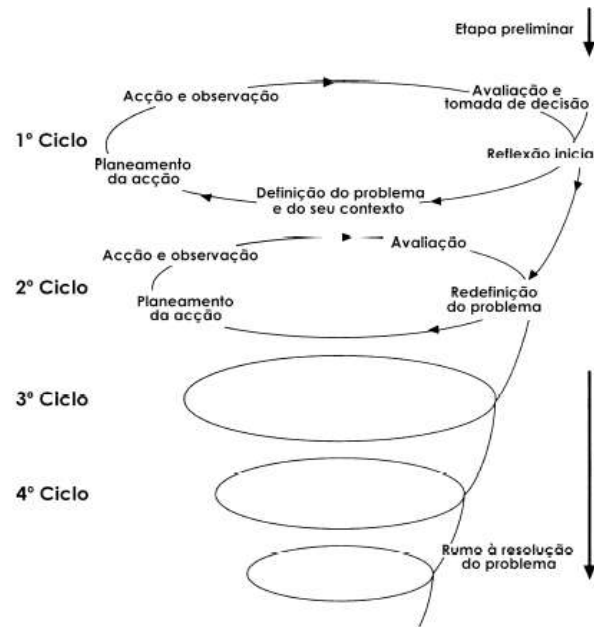 Etapa preliminar
Acção e observação
Avaliação e
tomada de decisão
1º Ciclo
Planeamento
da acção
Reflexão inicia
Definição do problema
e do seu contexto
Acção e observação
Avaliação
2º Ciclo
Planeamento
da acção
Redefinição
do problema
3º Ciclo
4º Ciclo
Rumo à resolução
do problema